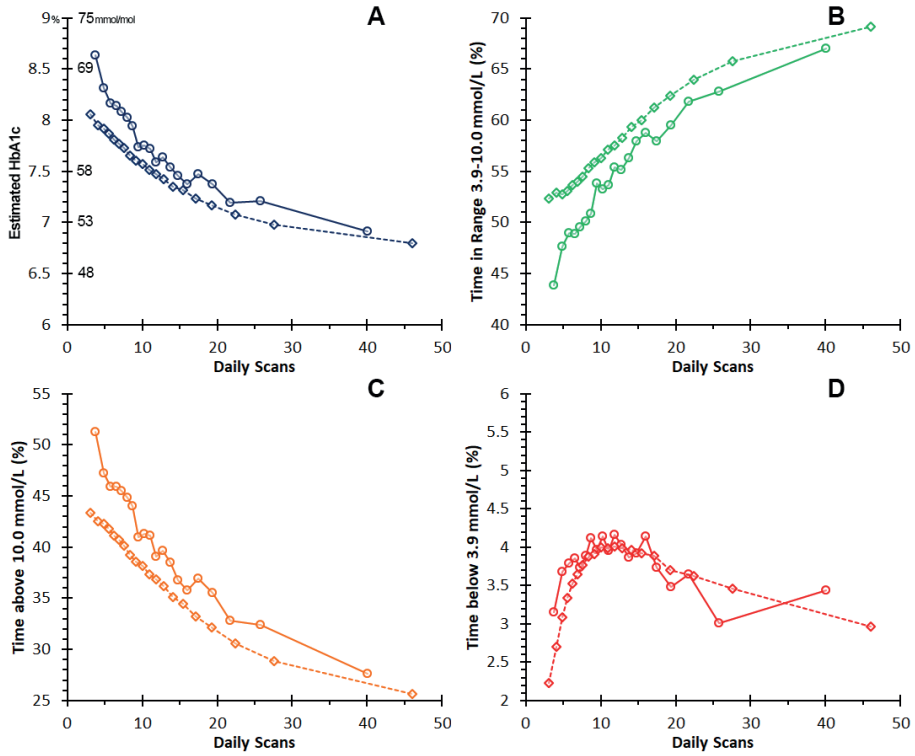 A
9%
75mmol/mol
8.5
69
8
7.5
58
7
53
6.5
48
6
Estimated HbA1c
0 10 20 30 40 50
Daily Scans
B
70
65
60
55
50
45
40
Time in Range 3.9-10.0 mmol/L (%)
0 10 20 30 40 50
Daily Scans
C
55
50
45
40
35
30
25
Time above 10.0 mmol/L (%)
0 10 20 30 40 50
Daily Scans
D
6
5.5
5
4.5
4
3.5
3
2.5
2
Time below 3.9 mmol/L (%)
0 10 20 30 40 50
Daily Scans